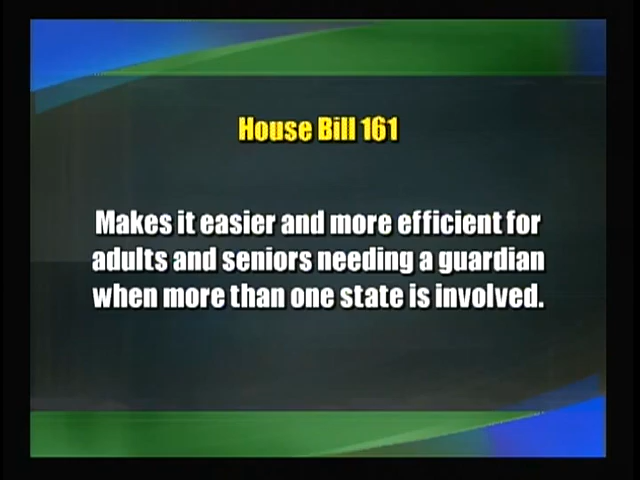 House Bill 161
Makes it easier and more efficient for
adults and seniors needing a guardian
when more than one state is involved.